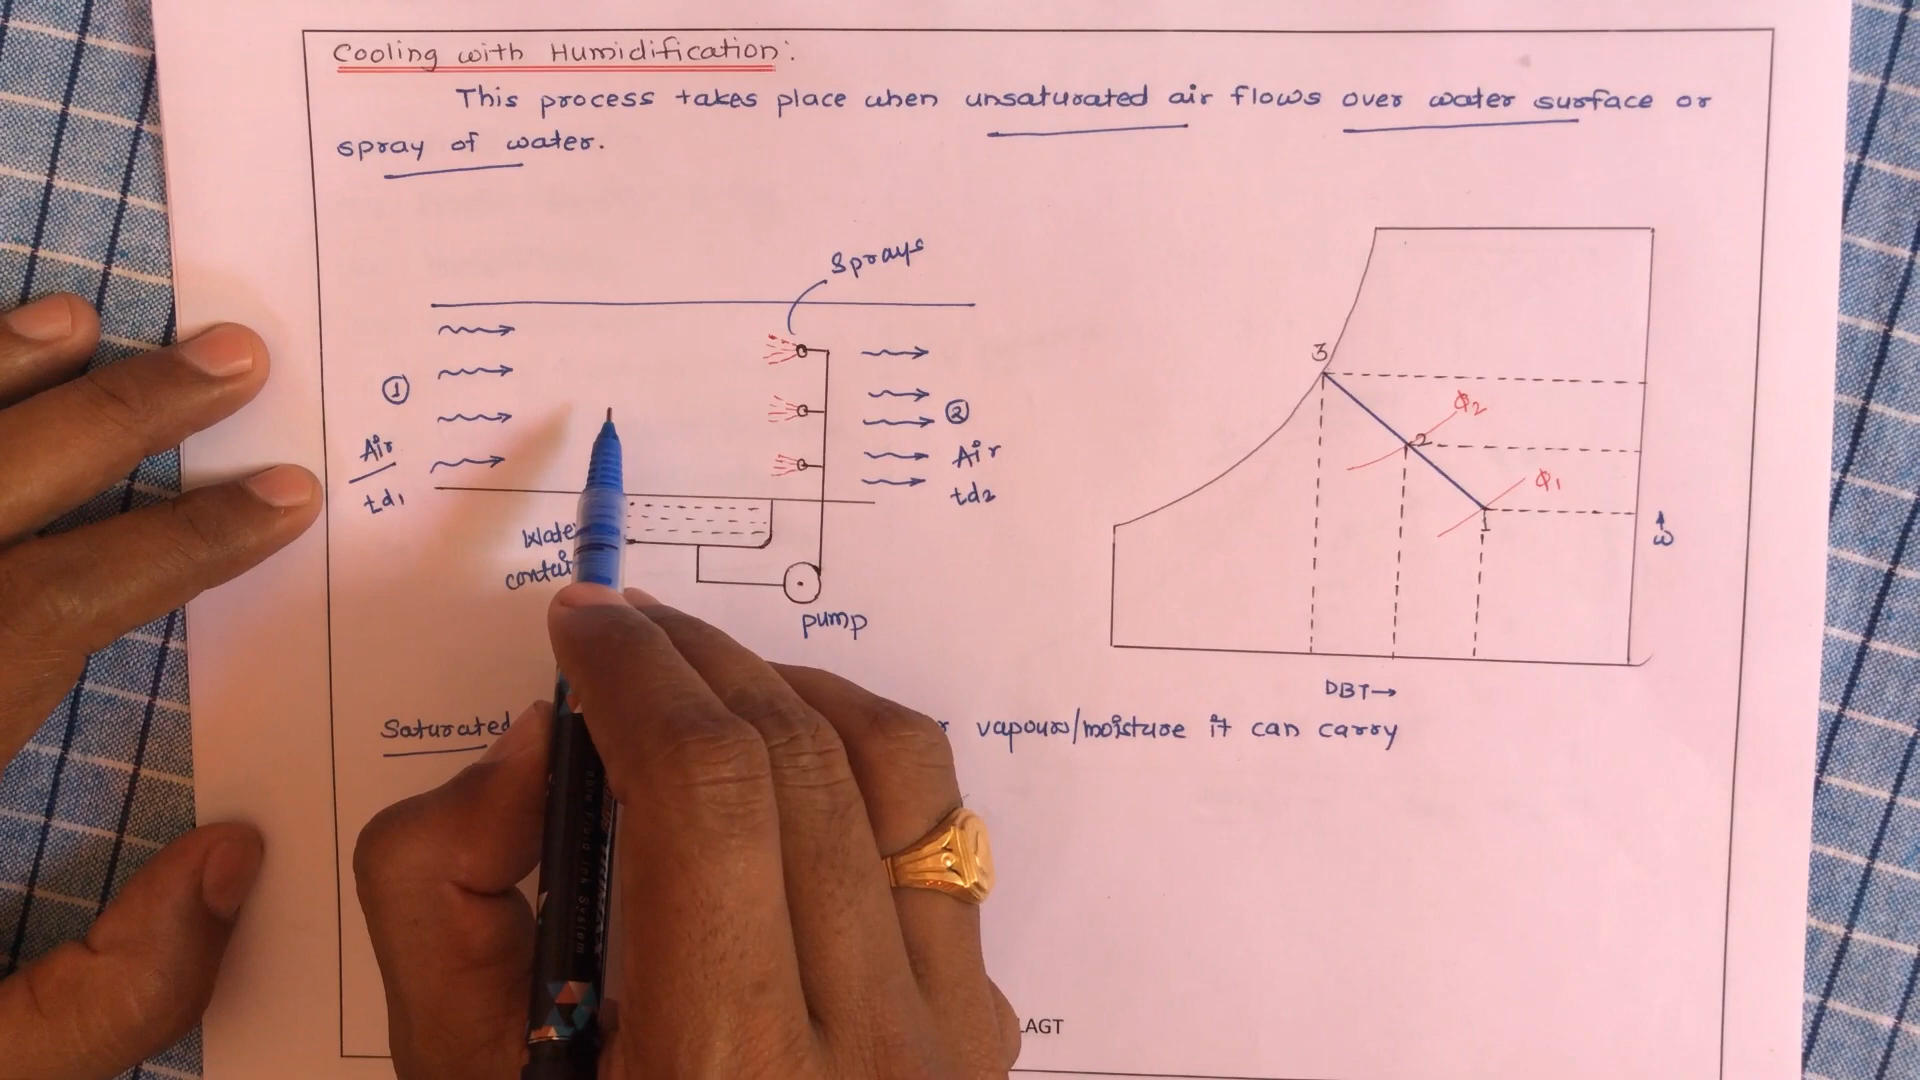 Cooling with Humidification:
This process takes place when unsaturated air flows over water surface or
spray of water.
Sprays
①
Air
td₁
②
Air
td₂
pump
3
2
1
Φ₂
Φ₁
ω
DBT→
Saturated
vapours/moisture it can carry
LAGT